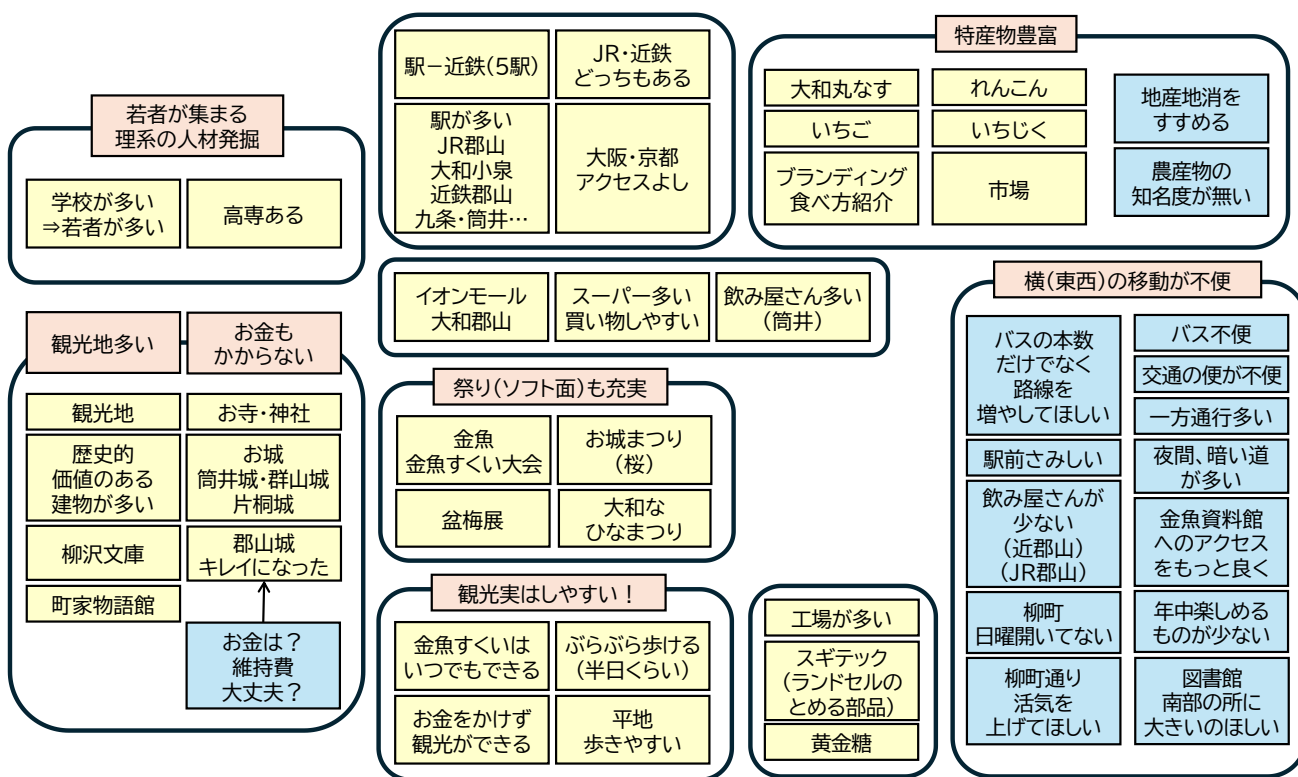 若者が集まる
理系の人材発掘
学校が多い
⇒若者が多い
高専ある
駅－近鉄(5駅)
JR・近鉄
どっちもある
駅が多い
JR郡山
大和小泉
近鉄郡山
九条・筒井…
大阪・京都
アクセスよし
特産物豊富
大和丸なす
れんこん
いちご
いちじく
ブランディング
食べ方紹介
市場
地産地消を
すすめる
農産物の
知名度が無い
イオンモール
大和郡山
スーパー多い
買い物しやすい
飲み屋さん多い
(筒井)
観光地多い
お金も
かからない
観光地
お寺・神社
歴史的
価値のある
建物が多い
お城
筒井城・群山城
片桐城
柳沢文庫
郡山城
キレイになった
町家物語館
お金は？
維持費
大丈夫？
祭り(ソフト面)も充実
金魚
金魚すくい大会
お城まつり
(桜)
盆梅展
大和な
ひなまつり
観光実はしやすい！
金魚すくいは
いつでもできる
ぶらぶら歩ける
(半日くらい)
お金をかけず
観光ができる
平地
歩きやすい
工場が多い
スギテック
(ランドセルの
とめる部品)
黄金糖
横(東西)の移動が不便
バスの本数
だけでなく
路線を
増やしてほしい
バス不便
交通の便が不便
一方通行多い
駅前さみしい
夜間、暗い道
が多い
飲み屋さんが
少ない
(近郡山)
(JR郡山)
金魚資料館
へのアクセス
をもっと良く
柳町
日曜開いてない
年中楽しめる
ものが少ない
柳町通り
活気を
上げてほしい
図書館
南部の所に
大きいのほしい